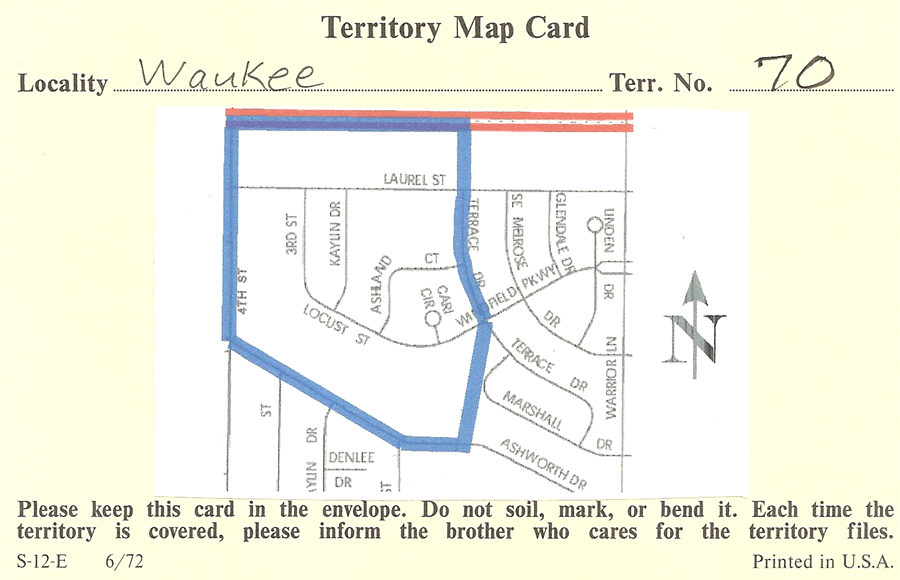 Territory Map Card
Locality Waukee Terr. No. 70
LAUREL ST
3RD ST
KAYLIN DR
TERRACE DR
SE MELROSE DR
GLENDALE DR
LINDEN DR
4TH ST
ASHLAND CT
CARI CIR
PKWY
LOCUST ST
TERRACE DR
WARRIOR LN
MARSHALL DR
ASHWORTH DR
ST
DR
DENLEE DR
ST
N
Please keep this card in the envelope. Do not soil, mark, or bend it. Each time the
territory is covered, please inform the brother who cares for the territory files.
S-12-E 6/72 Printed in U.S.A.